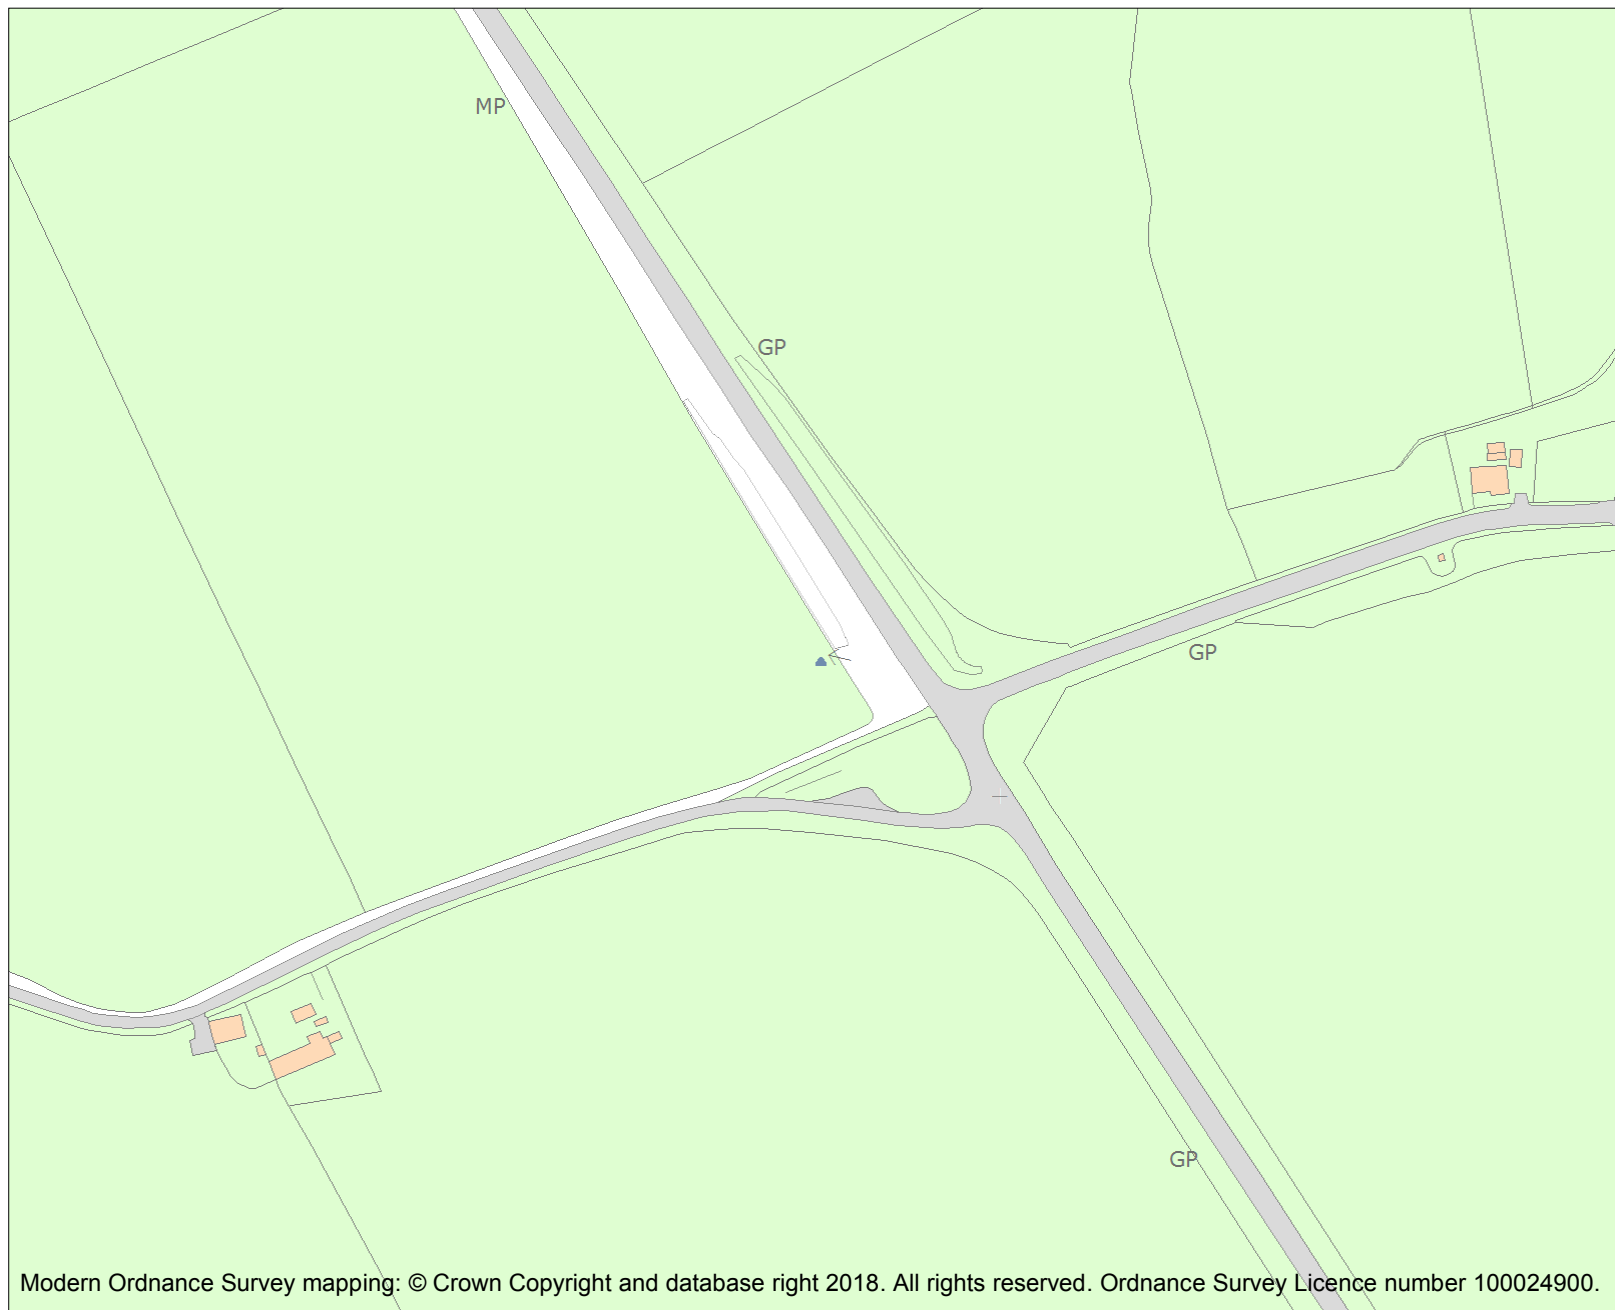 MP
GP
GP
GP
Modern Ordnance Survey mapping: © Crown Copyright and database right 2018. All rights reserved. Ordnance Survey Licence number 100024900.